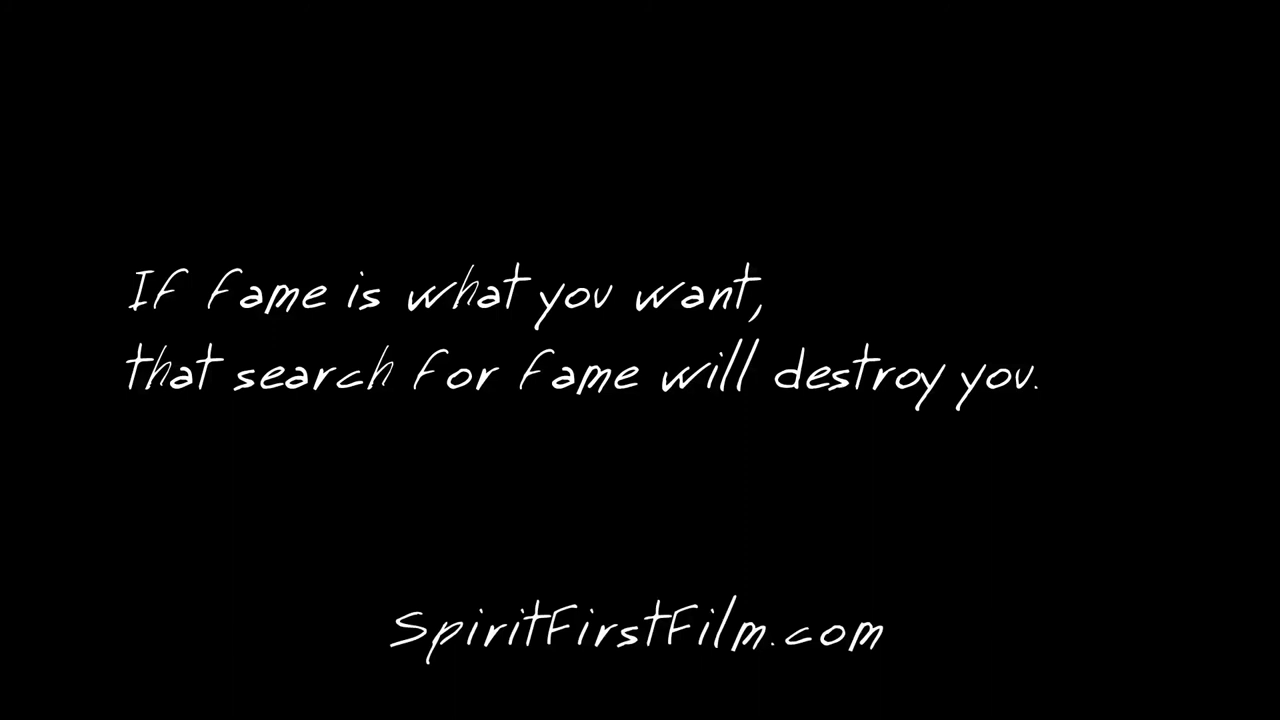 If fame is what you want,
that search for fame will destroy you.
SpiritFirstFilm.com